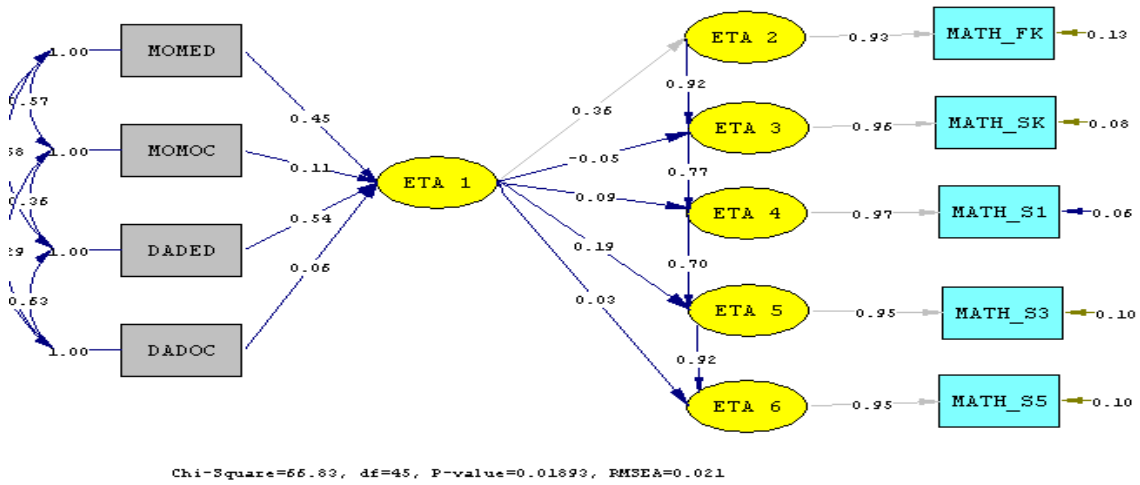 MOMED
MOMOC
DADED
DADOC
1.00
1.00
1.00
1.00
0.57
58
0.36
29
0.53
0.45
0.11
0.54
0.06
ETA 1
0.36
-0.05
0.09
0.19
0.03
ETA 2
0.92
ETA 3
0.77
ETA 4
0.70
ETA 5
0.92
ETA 6
0.93
0.96
0.97
0.95
0.95
MATH_FK
0.13
MATH_SK
0.08
MATH_S1
0.06
MATH_S3
0.10
MATH_S5
0.10
Chi-Square=66.83, df=45, P-value=0.01893, RMSEA=0.021